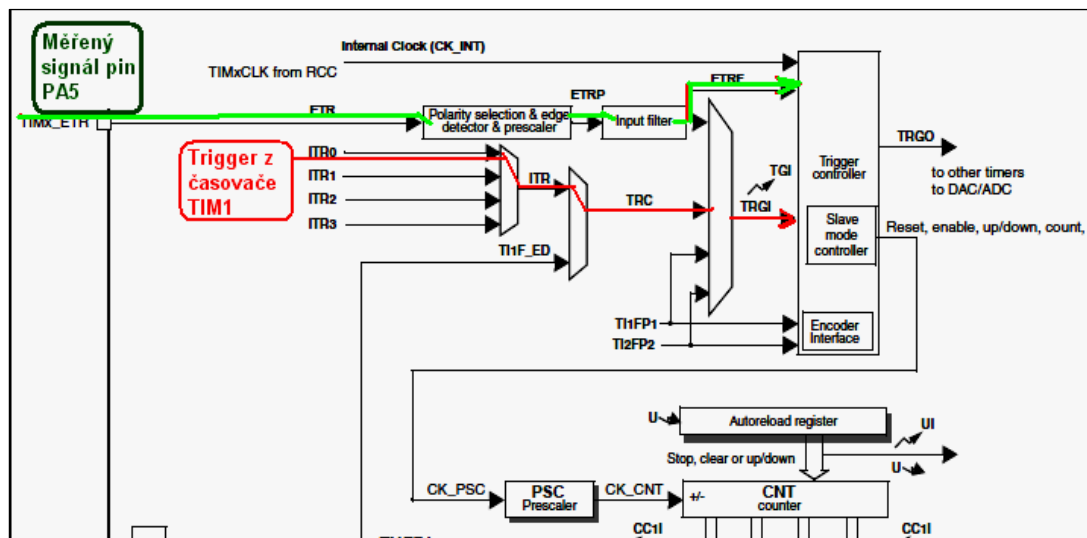 Měřený
signál pin
PA5
Internal Clock (CK_INT)
TIMxCLK from RCC
ETRF
ETRP
ETR
TIMx_ETR
Polarity selection & edge
detector & prescaler
Input filter
Trigger z
časovače
TIM1
ITR0
ITR1
ITR2
ITR3
ITR
TRC
TI1F_ED
TGI
TRGI
Trigger
controller
TRGO
to other timers
to DAC/ADC
Slave
mode
controller
Reset, enable, up/down, count,
TI1FP1
TI2FP2
Encoder
Interface
U
Autoreload register
UI
Stop, clear or up/down
U
CK_PSC
PSC
Prescaler
CK_CNT
+/-
CNT
counter
CC1I
CC1I